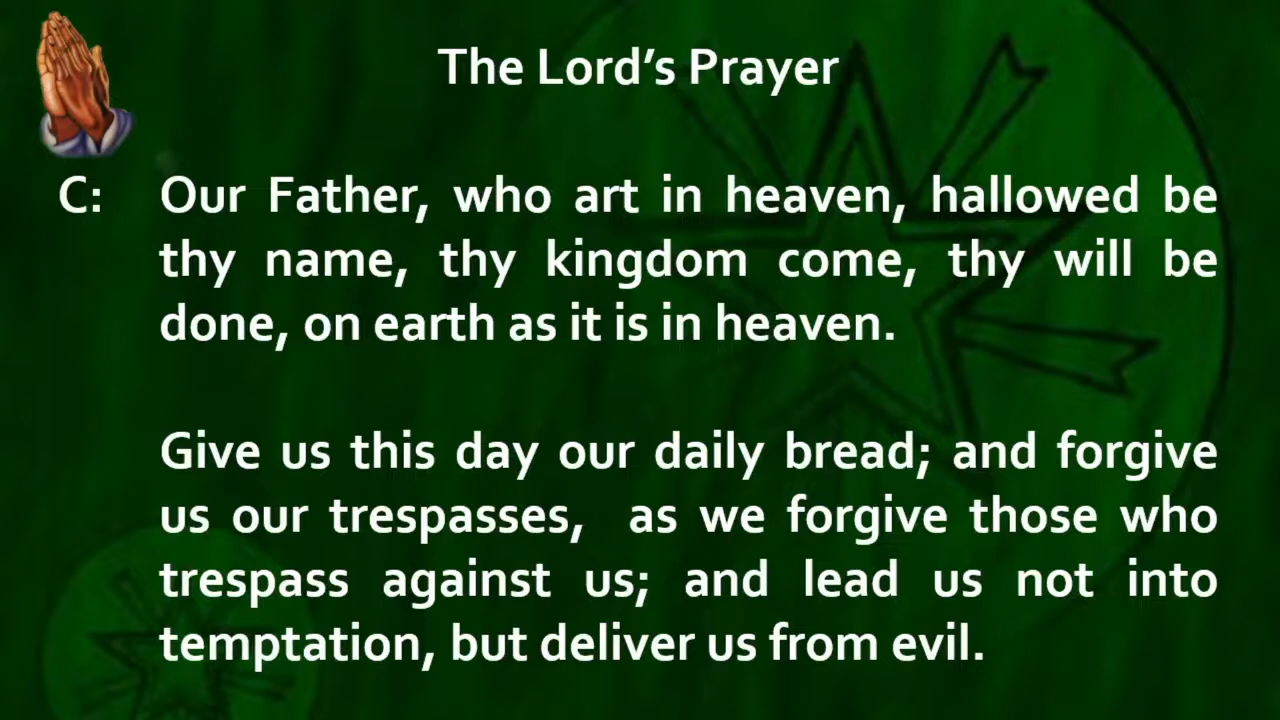 The Lord’s Prayer
C: Our Father, who art in heaven, hallowed be
thy name, thy kingdom come, thy will be
done, on earth as it is in heaven.
Give us this day our daily bread; and forgive
us our trespasses, as we forgive those who
trespass against us; and lead us not into
temptation, but deliver us from evil.